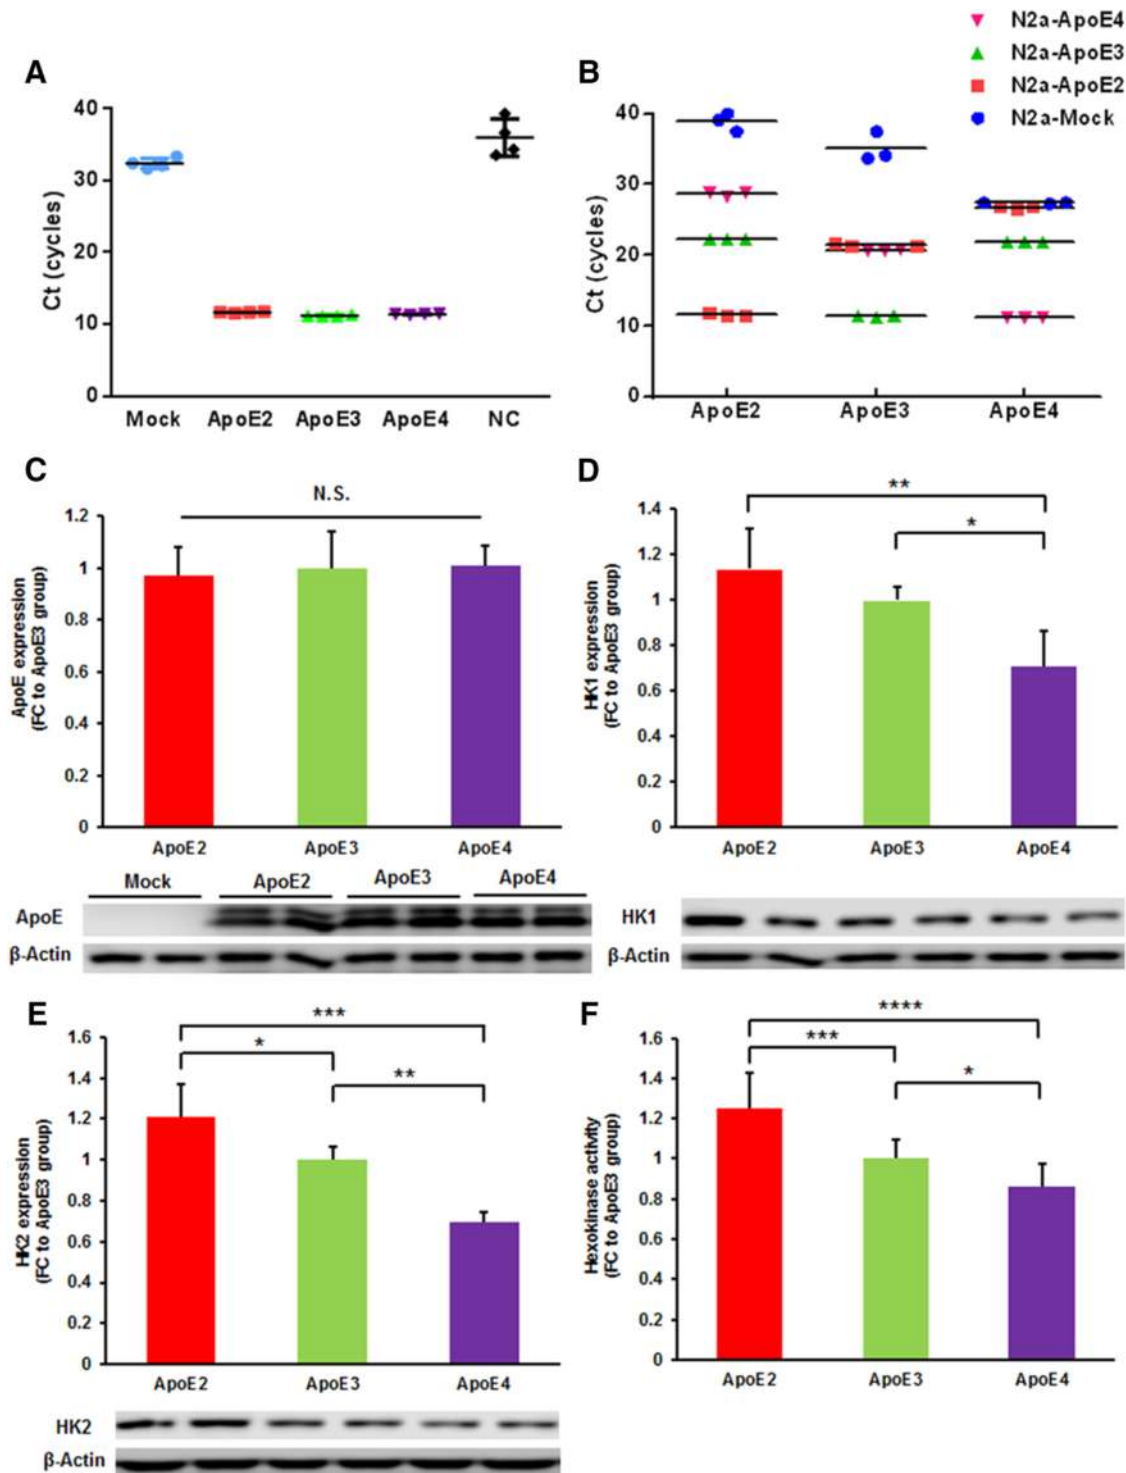 N2a-ApoE4
N2a-ApoE3
N2a-ApoE2
N2a-Mock
A
Ct (cycles)
40
30
20
10
0
Mock ApoE2 ApoE3 ApoE4 NC
B
Ct (cycles)
40
30
20
10
0
ApoE2 ApoE3 ApoE4
C
N.S.
ApoE expression
(FC to ApoE3 group)
1.2
1
0.8
0.6
0.4
0.2
0
ApoE2 ApoE3 ApoE4
Mock ApoE2 ApoE3 ApoE4
ApoE
β-Actin
D
**
*
HK1 expression
(FC to ApoE3 group)
1.4
1.2
1
0.8
0.6
0.4
0.2
0
ApoE2 ApoE3 ApoE4
HK1
β-Actin
E
***
*
**
HK2 expression
(FC to ApoE3 group)
1.6
1.4
1.2
1
0.8
0.6
0.4
0.2
0
ApoE2 ApoE3 ApoE4
HK2
β-Actin
F
****
***
*
Hexokinase activity
(FC to ApoE3 group)
1.6
1.4
1.2
1
0.8
0.6
0.4
0.2
0
ApoE2 ApoE3 ApoE4